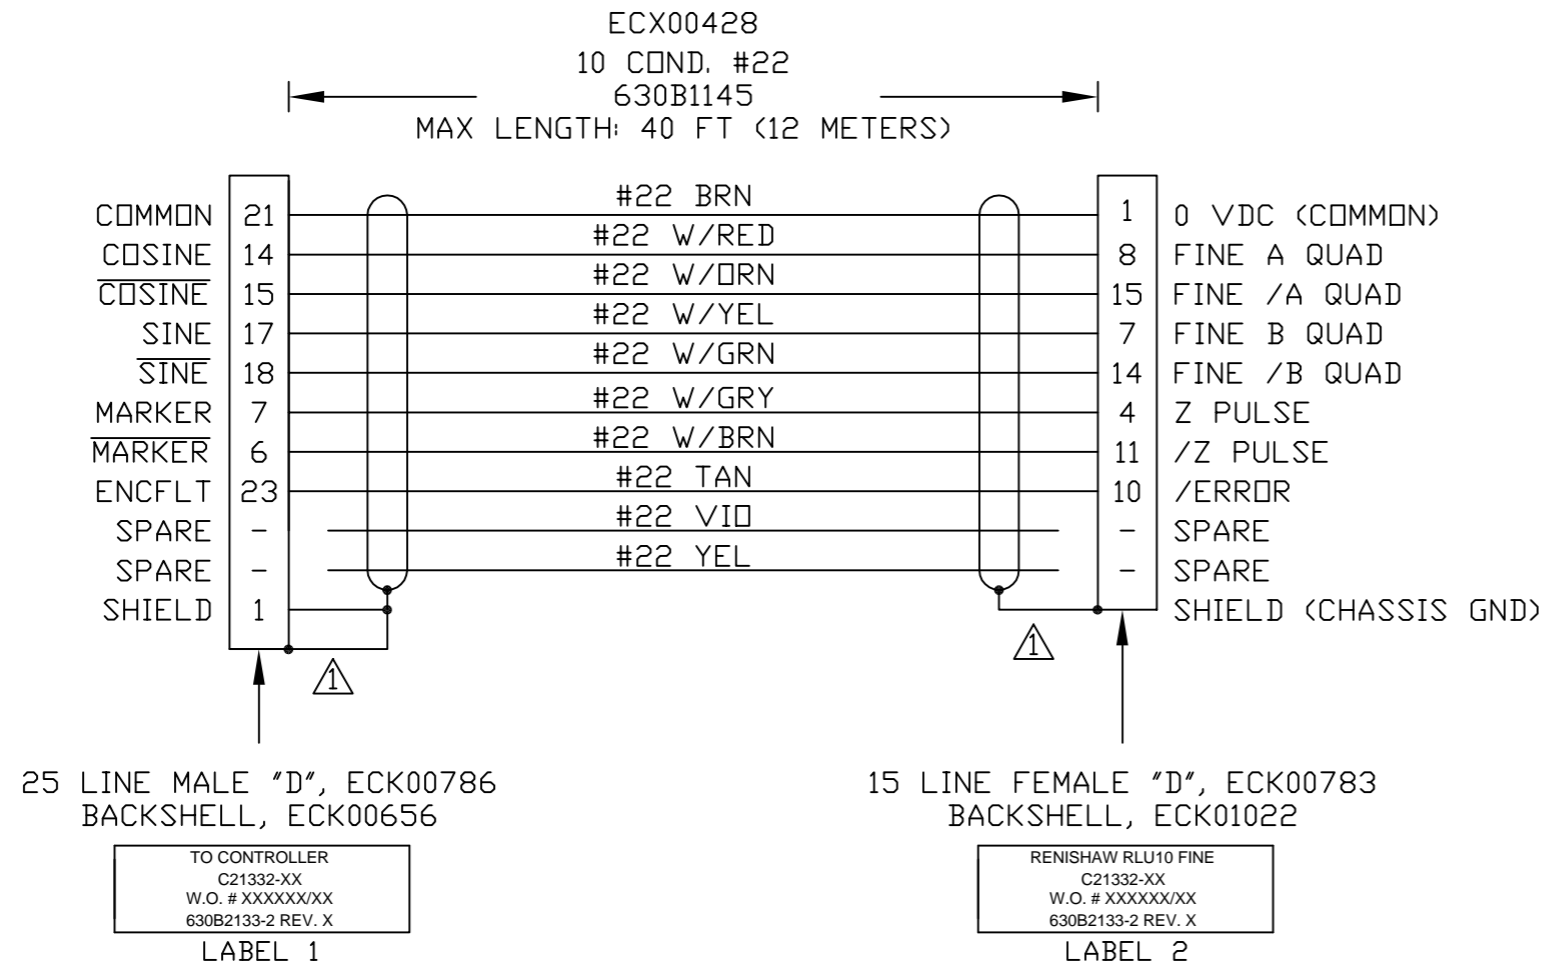 ECX00428
10 COND. #22
630B1145
MAX LENGTH: 40 FT (12 METERS)
COMMON 21 #22 BRN 1 0 VDC (COMMON)
COSINE 14 #22 W/RED 8 FINE A QUAD
COSINE 15 #22 W/ORN 15 FINE /A QUAD
SINE 17 #22 W/YEL 7 FINE B QUAD
SINE 18 #22 W/GRN 14 FINE /B QUAD
MARKER 7 #22 W/GRY 4 Z PULSE
MARKER 6 #22 W/BRN 11 /Z PULSE
ENCFLT 23 #22 TAN 10 /ERROR
SPARE - #22 VIO - SPARE
SPARE - #22 YEL - SPARE
SHIELD 1 SHIELD (CHASSIS GND)
1 1
25 LINE MALE "D", ECK00786
BACKSHELL, ECK00656
TO CONTROLLER
C21332-XX
W.O. # XXXXXX/XX
630B2133-2 REV. X
LABEL 1
15 LINE FEMALE "D", ECK00783
BACKSHELL, ECK01022
RENISHAW RLU10 FINE
C21332-XX
W.O. # XXXXXX/XX
630B2133-2 REV. X
LABEL 2